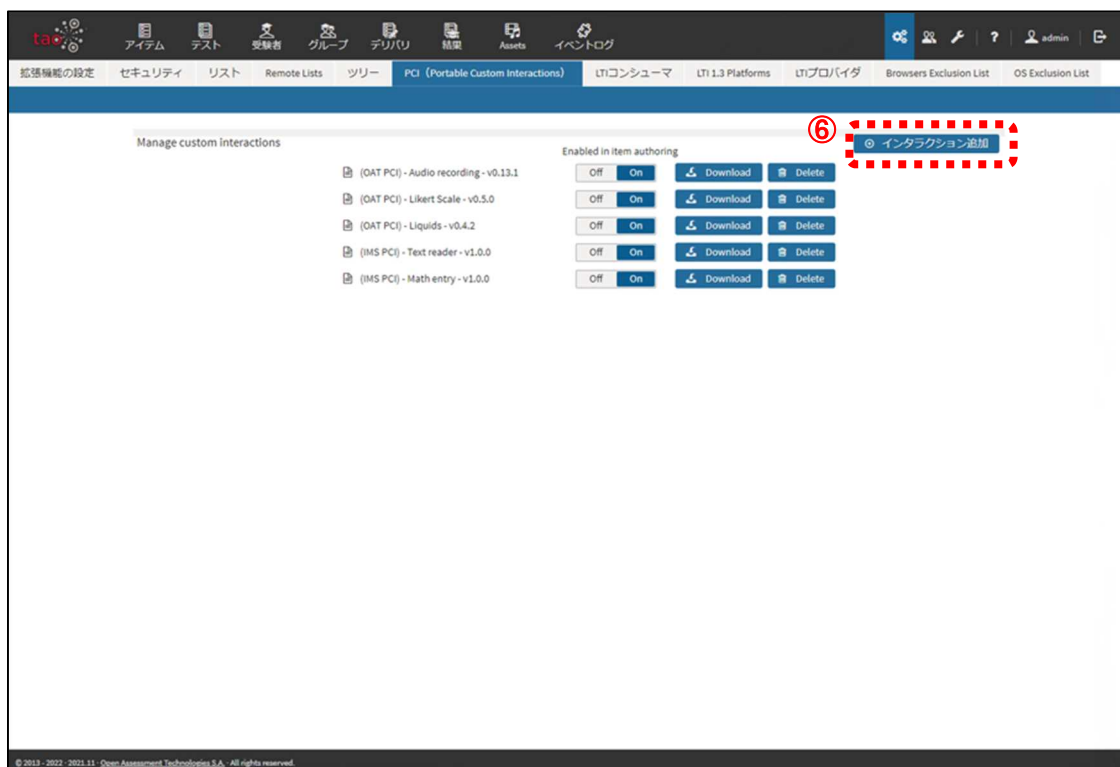 tao
アイテム テスト 受験者 グループ デリバリ 結果 Assets イベントログ ? admin
拡張機能の設定 セキュリティ リスト Remote Lists ツリー PCI（Portable Custom Interactions） LTIコンシューマ LTI 1.3 Platforms LTIプロバイダ Browsers Exclusion List OS Exclusion List
⑥
Manage custom interactions
インタラクション追加
Enabled in item authoring
(OAT PCI) - Audio recording - v0.13.1 Off On Download Delete
(OAT PCI) - Likert Scale - v0.5.0 Off On Download Delete
(OAT PCI) - Liquids - v0.4.2 Off On Download Delete
(IMS PCI) - Text reader - v1.0.0 Off On Download Delete
(IMS PCI) - Math entry - v1.0.0 Off On Download Delete
© 2013 - 2022 · 2021.11 · Open Assessment Technologies S.A. · All rights reserved.